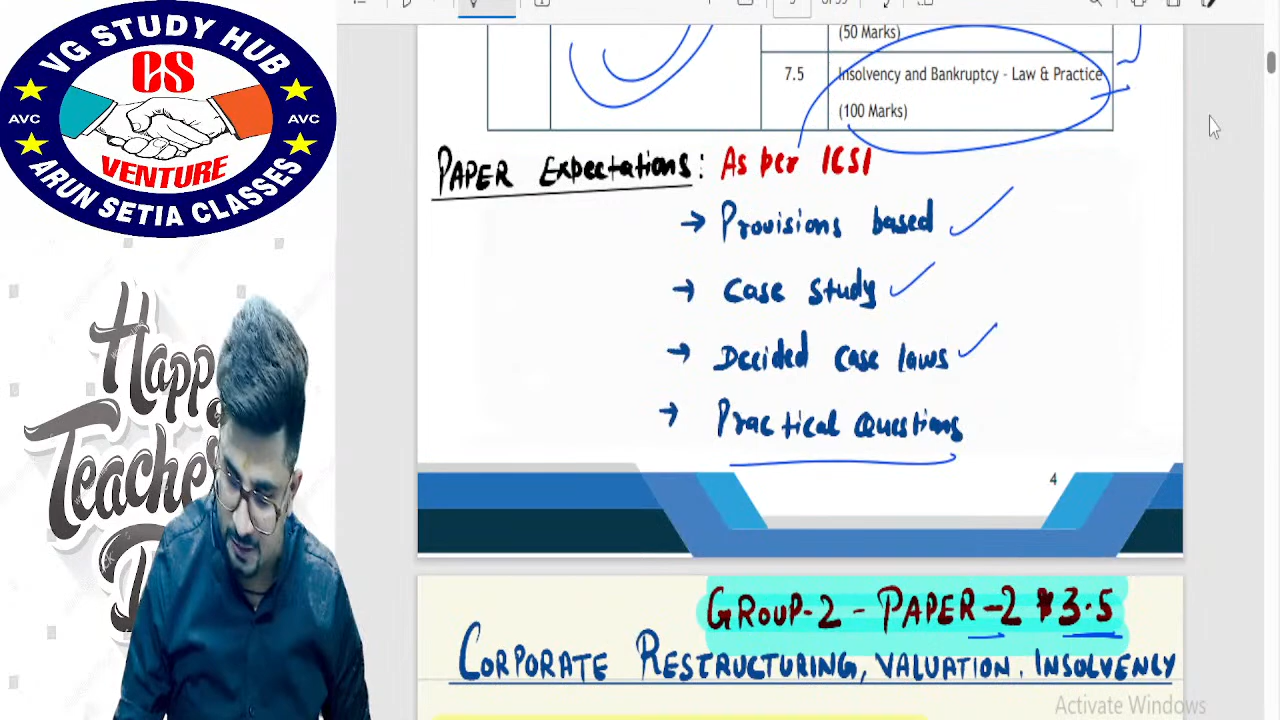 VG STUDY HUB
CS
AVC
AVC
VENTURE
ARUN SETIA CLASSES
Happy
Teacher
(50 Marks)
7.5
Insolvency and Bankruptcy - Law & Practice
(100 Marks)
PAPER Expectations : As per ICSI
→ Provisions based
→ Case study
→ Decided case laws
→ Practical Questions
4
GROUP-2 - PAPER-2 * 3.5
CORPORATE RESTRUCTURING, VALUATION, INSOLVENCY
Activate Windows